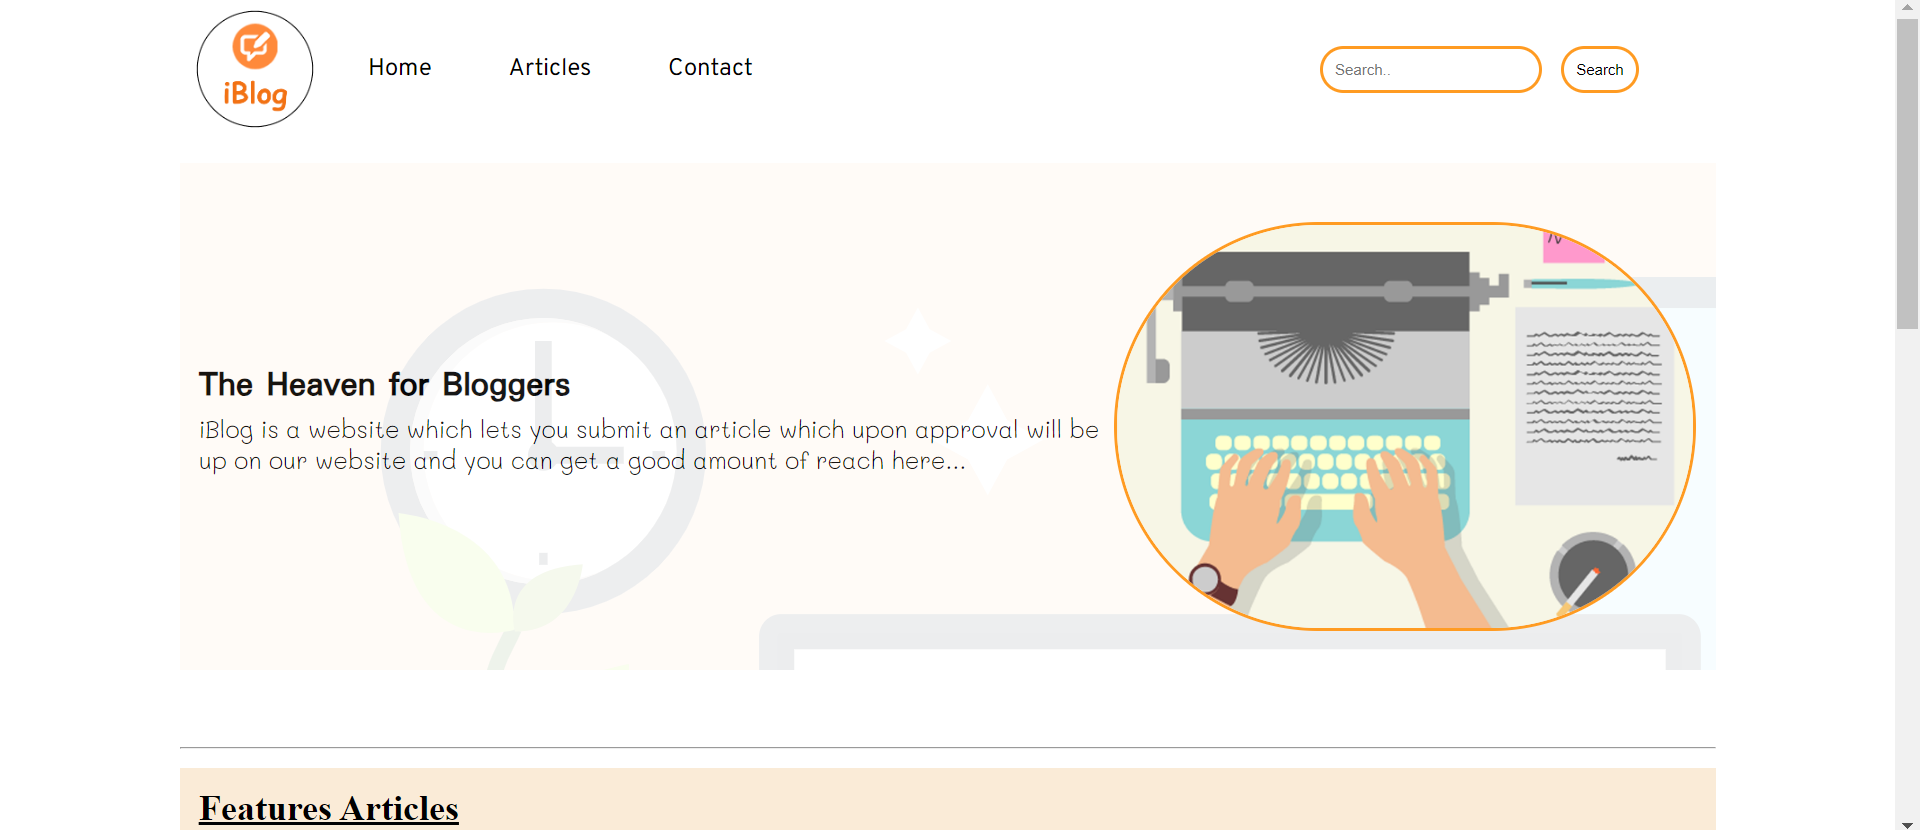 iBlog
Home
Articles
Contact
Search..
Search
The Heaven for Bloggers
iBlog is a website which lets you submit an article which upon approval will be
up on our website and you can get a good amount of reach here...
Features Articles